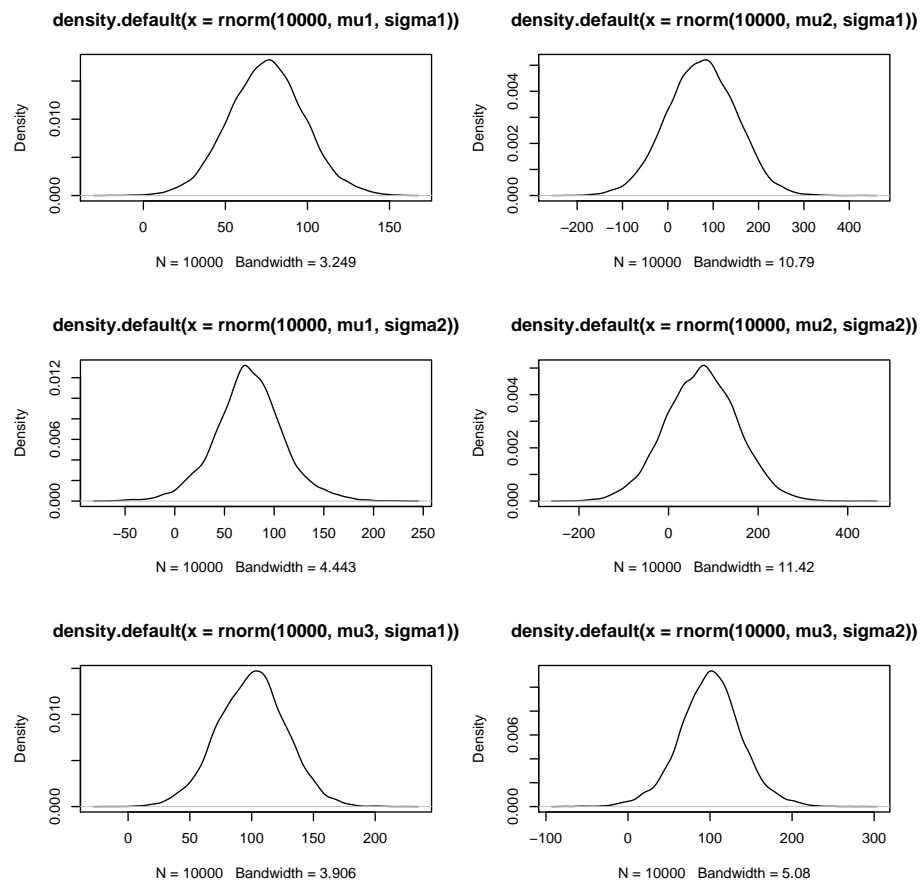 density.default(x = rnorm(10000, mu1, sigma1))
Density
0.000 0.010
0 50 100 150
N = 10000 Bandwidth = 3.249
density.default(x = rnorm(10000, mu2, sigma1))
Density
0.000 0.002 0.004
−200 −100 0 100 200 300 400
N = 10000 Bandwidth = 10.79
density.default(x = rnorm(10000, mu1, sigma2))
Density
0.000 0.006 0.012
−50 0 50 100 150 200 250
N = 10000 Bandwidth = 4.443
density.default(x = rnorm(10000, mu2, sigma2))
Density
0.000 0.002 0.004
−200 0 200 400
N = 10000 Bandwidth = 11.42
density.default(x = rnorm(10000, mu3, sigma1))
Density
0.000 0.010
0 50 100 150 200
N = 10000 Bandwidth = 3.906
density.default(x = rnorm(10000, mu3, sigma2))
Density
0.000 0.006
−100 0 100 200 300
N = 10000 Bandwidth = 5.08